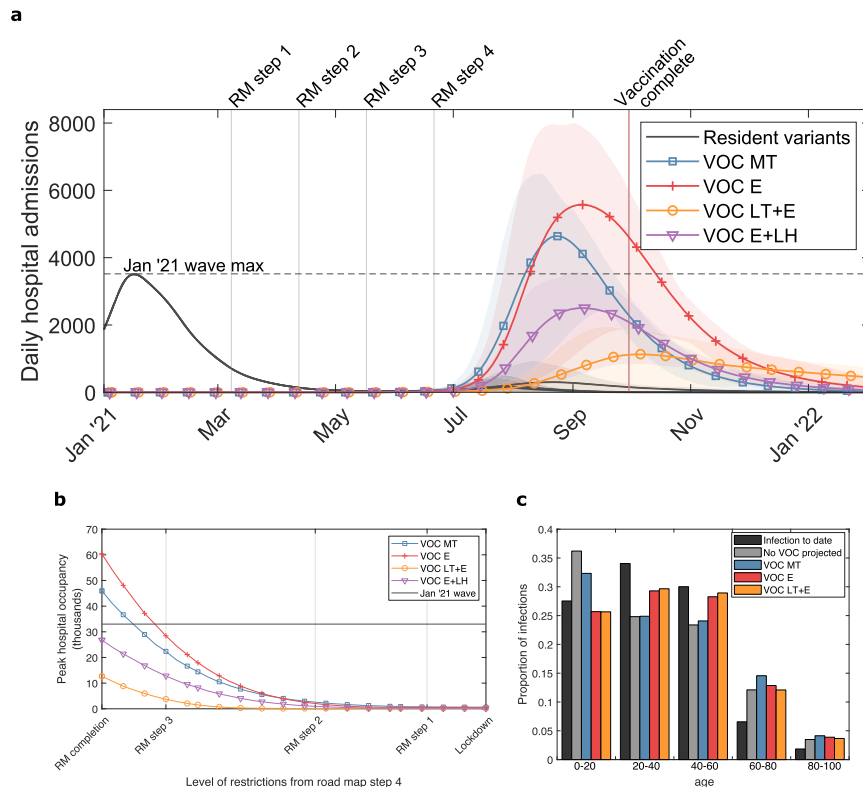 a
RM step 1
RM step 2
RM step 3
RM step 4
Vaccination
complete
Daily hospital admissions
8000
6000
4000
2000
0
Jan '21 wave max
Resident variants
VOC MT
VOC E
VOC LT+E
VOC E+LH
Jan '21
Mar
May
Jul
Sep
Nov
Jan '22
b
Peak hospital occupancy
(thousands)
70
60
50
40
30
20
10
0
VOC MT
VOC E
VOC LT+E
VOC E+LH
Jan '21 wave
RM completion
RM step 3
RM step 2
RM step 1
Lockdown
Level of restrictions from road map step 4
c
Proportion of infections
0.4
0.35
0.3
0.25
0.2
0.15
0.1
0.05
0
Infection to date
No VOC projected
VOC MT
VOC E
VOC LT+E
0-20
20-40
40-60
60-80
80-100
age